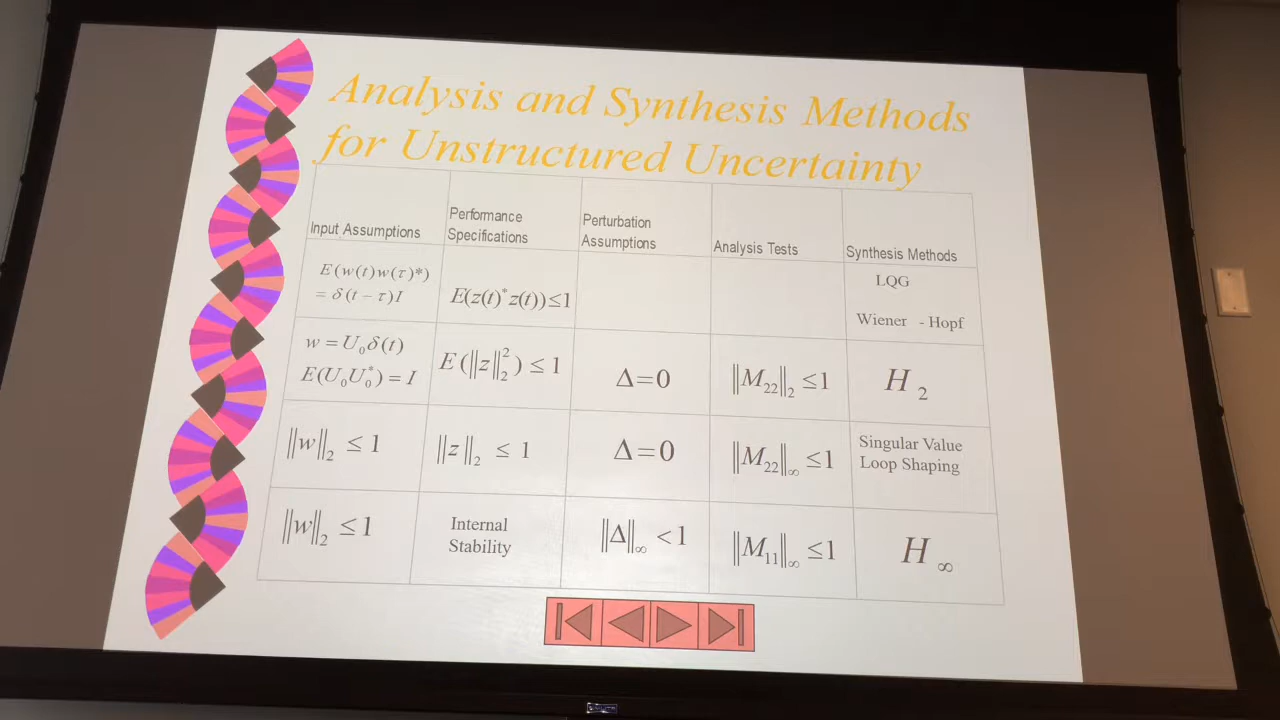 Analysis and Synthesis Methods
for Unstructured Uncertainty
Input Assumptions
Performance
Specifications
Perturbation
Assumptions
Analysis Tests
Synthesis Methods
E(w(t)w(τ)*)
= δ(t − τ)I
E(z(t)*z(t))≤1
LQG
Wiener - Hopf
w = U₀δ(t)
E(U₀U₀*) = I
E(‖z‖₂²) ≤ 1
Δ=0
‖M₂₂‖₂ ≤1
H ₂
‖w‖₂ ≤ 1
‖z‖₂ ≤ 1
Δ=0
‖M₂₂‖∞ ≤1
Singular Value
Loop Shaping
‖w‖₂ ≤ 1
Internal
Stability
‖Δ‖∞ <1
‖M₁₁‖∞ ≤1
H ∞